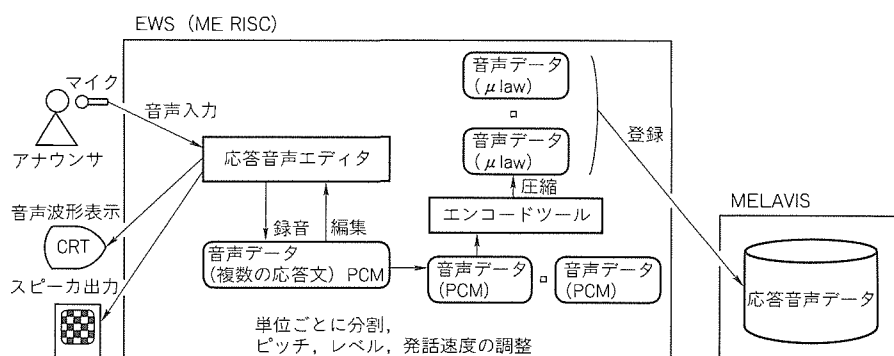 EWS (ME RISC)
マイク
音声入力
アナウンサ
応答音声エディタ
音声波形表示
CRT
スピーカ出力
録音
編集
音声データ
(複数の応答文) PCM
単位ごとに分割,
ピッチ, レベル, 発話速度の調整
音声データ
(μlaw)
音声データ
(μlaw)
圧縮
エンコードツール
音声データ
(PCM)
音声データ
(PCM)
登録
MELAVIS
応答音声データ